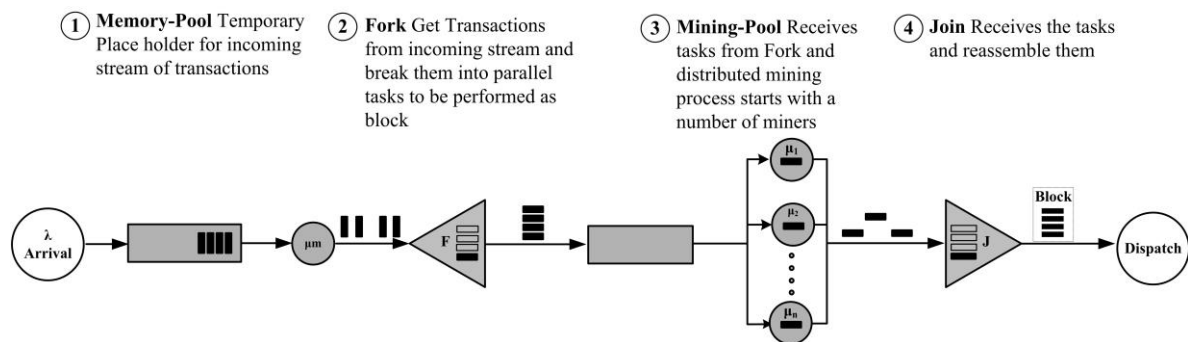 1 Memory-Pool Temporary
Place holder for incoming
stream of transactions
2 Fork Get Transactions
from incoming stream and
break them into parallel
tasks to be performed as
block
3 Mining-Pool Receives
tasks from Fork and
distributed mining
process starts with a
number of miners
4 Join Receives the tasks
and reassemble them
λ
Arrival
μm
F
μ1
μ2
μn
J
Block
Dispatch